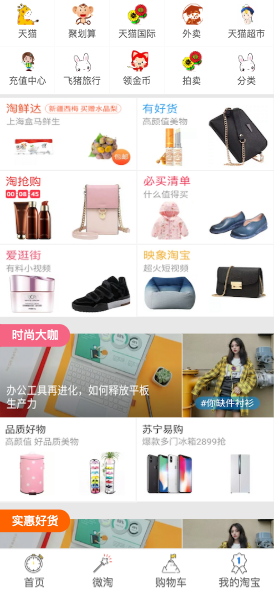 天猫 聚划算 天猫国际 外卖 天猫超市
充值中心 飞猪旅行 领金币 拍卖 分类
淘鲜达 新疆西梅 买赠水晶梨
上海盒马鲜生
有好货
高颜值美物
淘抢购
00 08 45
必买清单
什么值得买
爱逛街
有料小视频
映象淘宝
超火短视频
时尚大咖
办公工具再进化，如何释放平板
生产力
#你缺件衬衫
品质好物
高颜值 好品质美物
苏宁易购
爆款多门冰箱2899抢
实惠好货
首页 微淘 购物车 我的淘宝